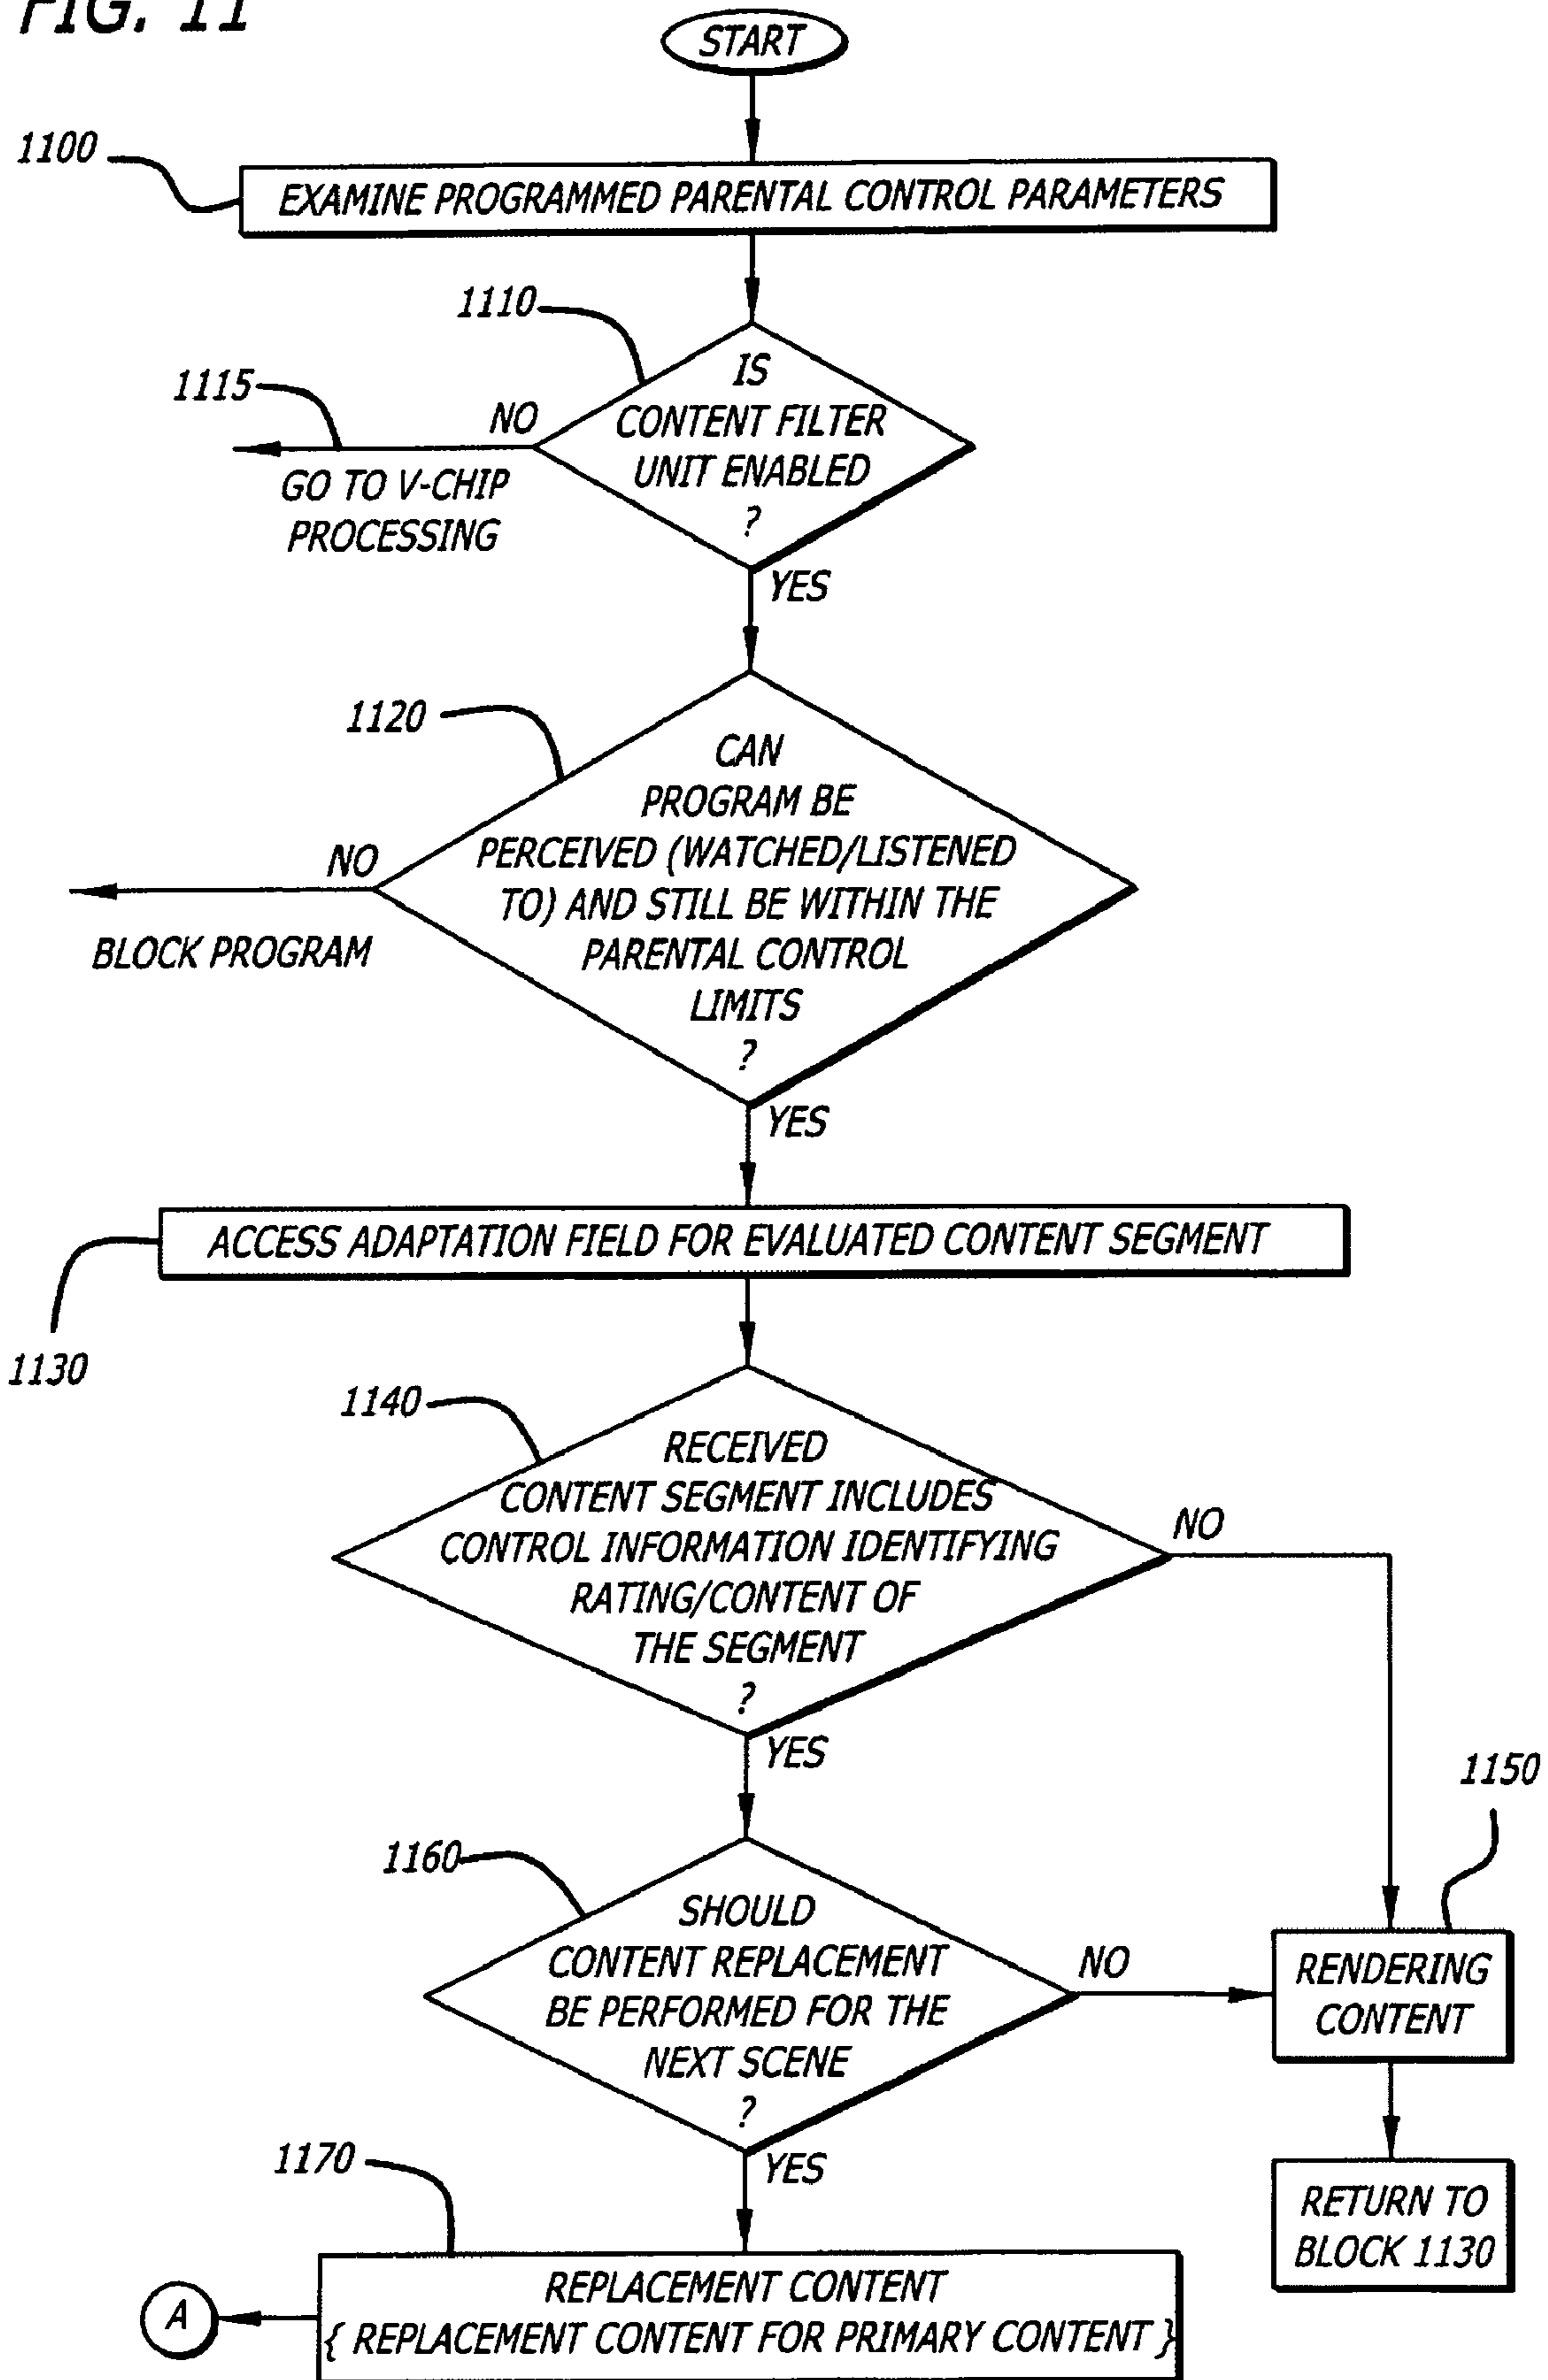 FIG. 11
START
1100
EXAMINE PROGRAMMED PARENTAL CONTROL PARAMETERS
1110
IS
CONTENT FILTER
UNIT ENABLED
?
1115
NO
GO TO V-CHIP
PROCESSING
YES
1120
CAN
PROGRAM BE
PERCEIVED (WATCHED/LISTENED
TO) AND STILL BE WITHIN THE
PARENTAL CONTROL
LIMITS
?
NO
BLOCK PROGRAM
YES
ACCESS ADAPTATION FIELD FOR EVALUATED CONTENT SEGMENT
1130
1140
RECEIVED
CONTENT SEGMENT INCLUDES
CONTROL INFORMATION IDENTIFYING
RATING/CONTENT OF
THE SEGMENT
?
NO
YES
1150
1160
SHOULD
CONTENT REPLACEMENT
BE PERFORMED FOR THE
NEXT SCENE
?
NO
RENDERING
CONTENT
YES
1170
RETURN TO
BLOCK 1130
REPLACEMENT CONTENT
{ REPLACEMENT CONTENT FOR PRIMARY CONTENT }
A